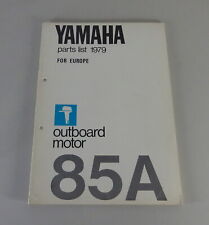 YAMAHA
parts list 1979
FOR EUROPE
outboard
motor
85A